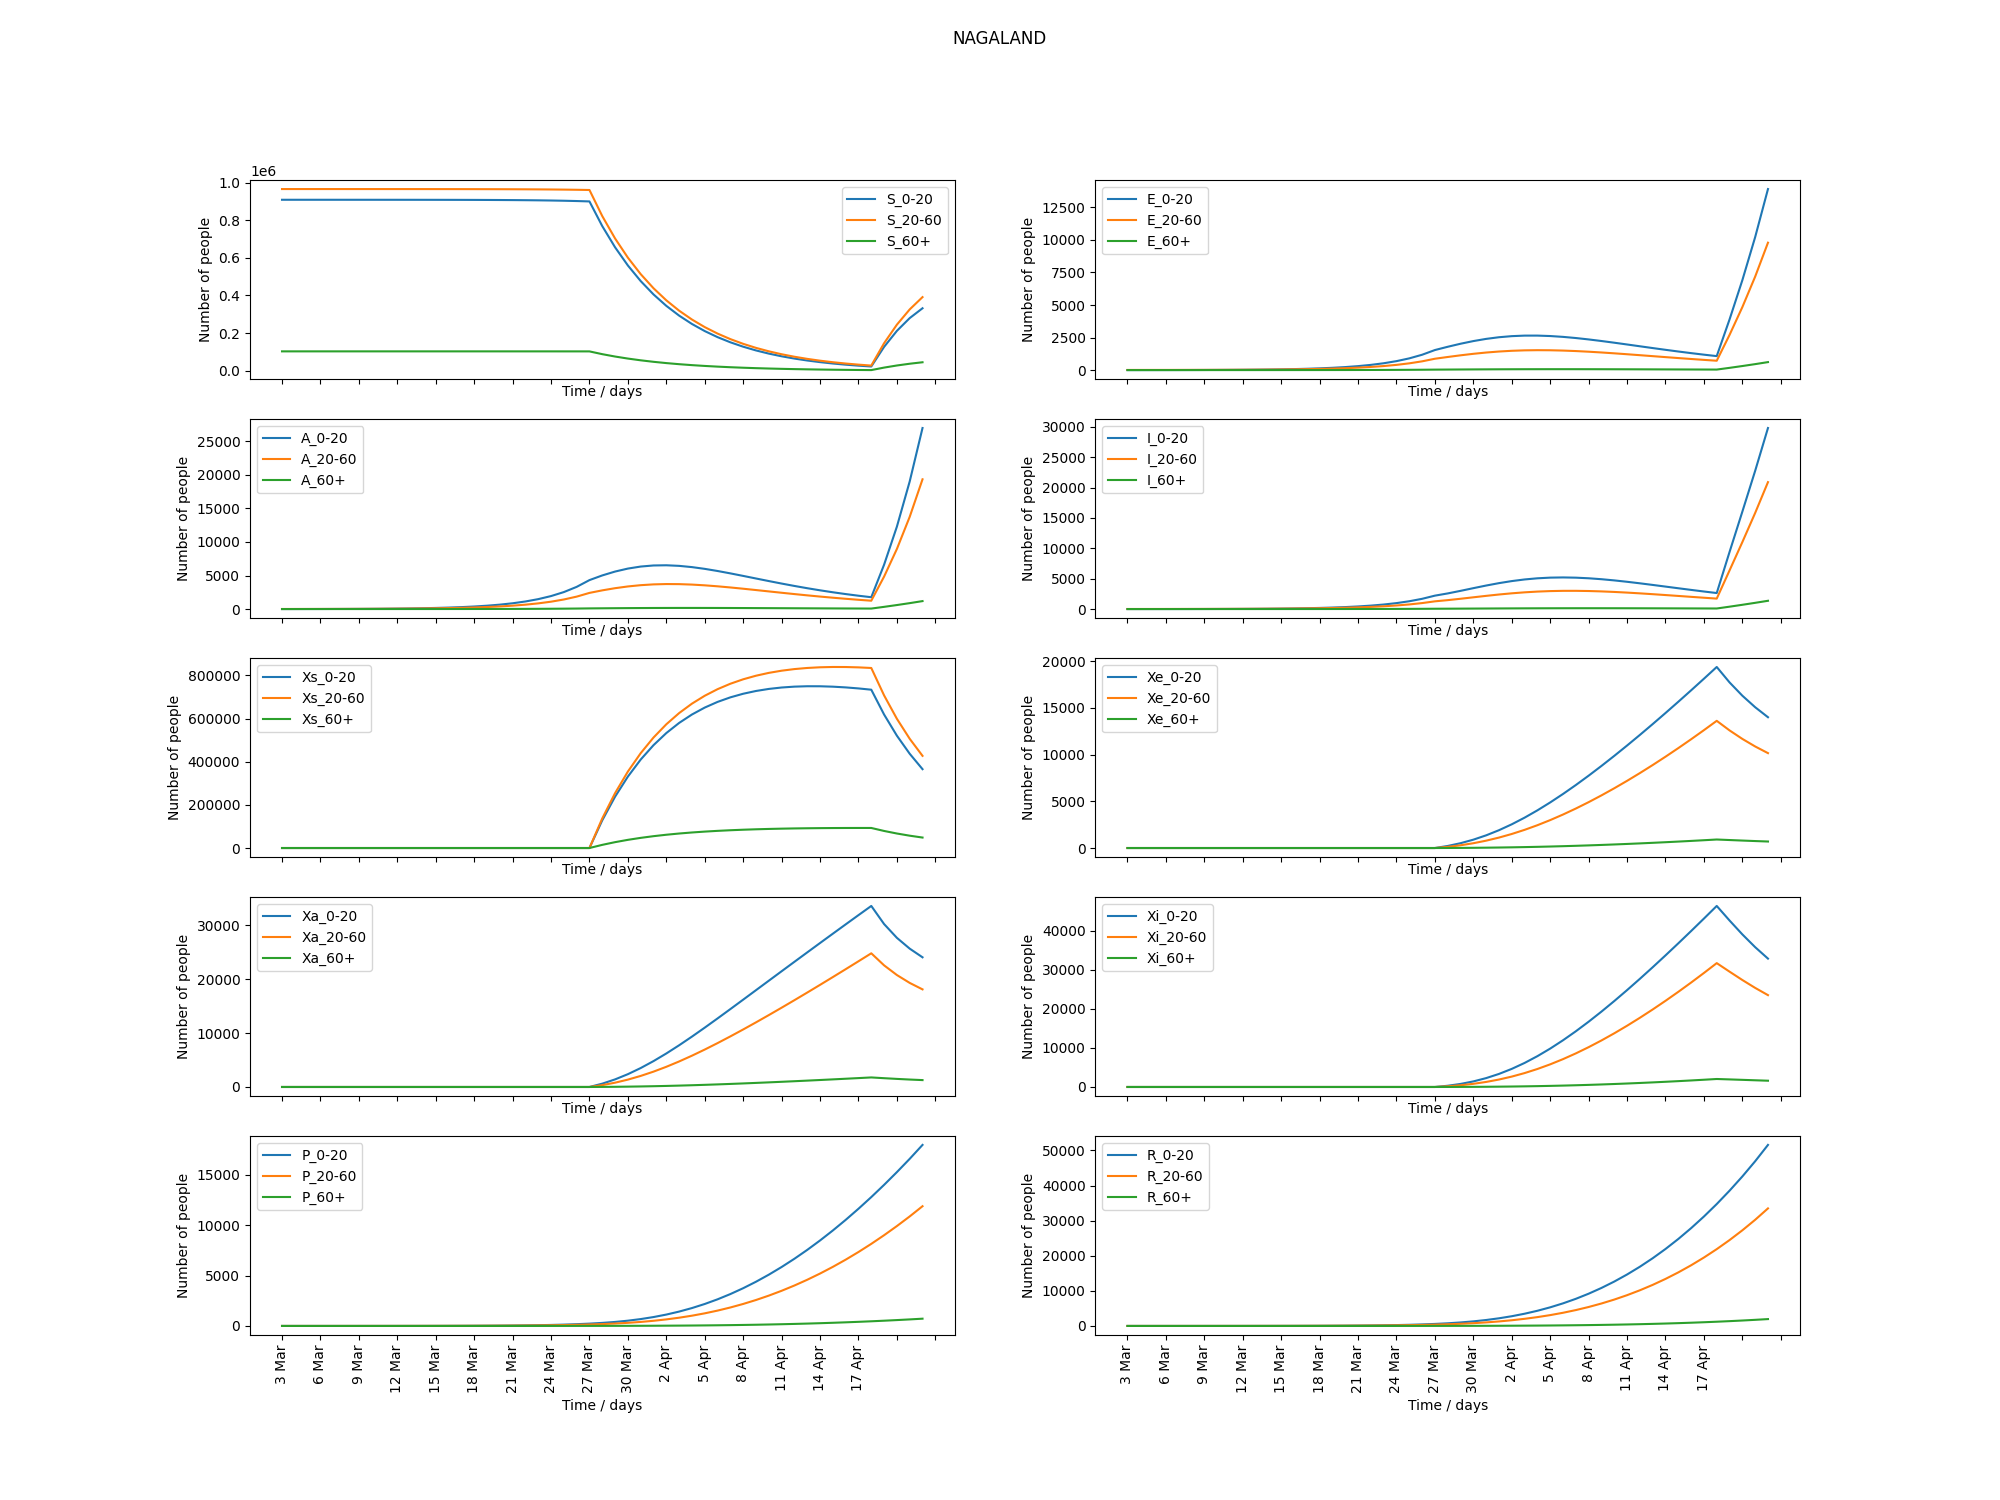 NAGALAND
1e6
1.0
0.8
0.6
0.4
0.2
0.0
Number of people
Time / days
S_0-20
S_20-60
S_60+
12500
10000
7500
5000
2500
0
Number of people
Time / days
E_0-20
E_20-60
E_60+
25000
20000
15000
10000
5000
0
Number of people
Time / days
A_0-20
A_20-60
A_60+
30000
25000
20000
15000
10000
5000
0
Number of people
Time / days
I_0-20
I_20-60
I_60+
800000
600000
400000
200000
0
Number of people
Time / days
Xs_0-20
Xs_20-60
Xs_60+
20000
15000
10000
5000
0
Number of people
Time / days
Xe_0-20
Xe_20-60
Xe_60+
30000
20000
10000
0
Number of people
Time / days
Xa_0-20
Xa_20-60
Xa_60+
40000
30000
20000
10000
0
Number of people
Time / days
Xi_0-20
Xi_20-60
Xi_60+
15000
10000
5000
0
Number of people
P_0-20
P_20-60
P_60+
3 Mar
6 Mar
9 Mar
12 Mar
15 Mar
18 Mar
21 Mar
24 Mar
27 Mar
30 Mar
2 Apr
5 Apr
8 Apr
11 Apr
14 Apr
17 Apr
Time / days
50000
40000
30000
20000
10000
0
Number of people
R_0-20
R_20-60
R_60+
3 Mar
6 Mar
9 Mar
12 Mar
15 Mar
18 Mar
21 Mar
24 Mar
27 Mar
30 Mar
2 Apr
5 Apr
8 Apr
11 Apr
14 Apr
17 Apr
Time / days